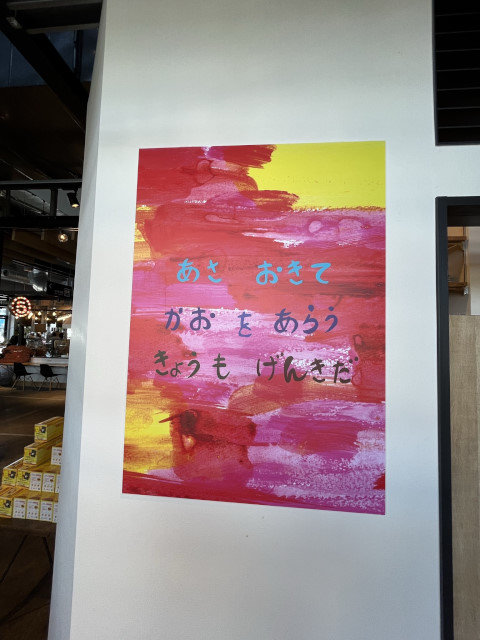 あさ おきて
かお を あらう
きょうも げんきだ